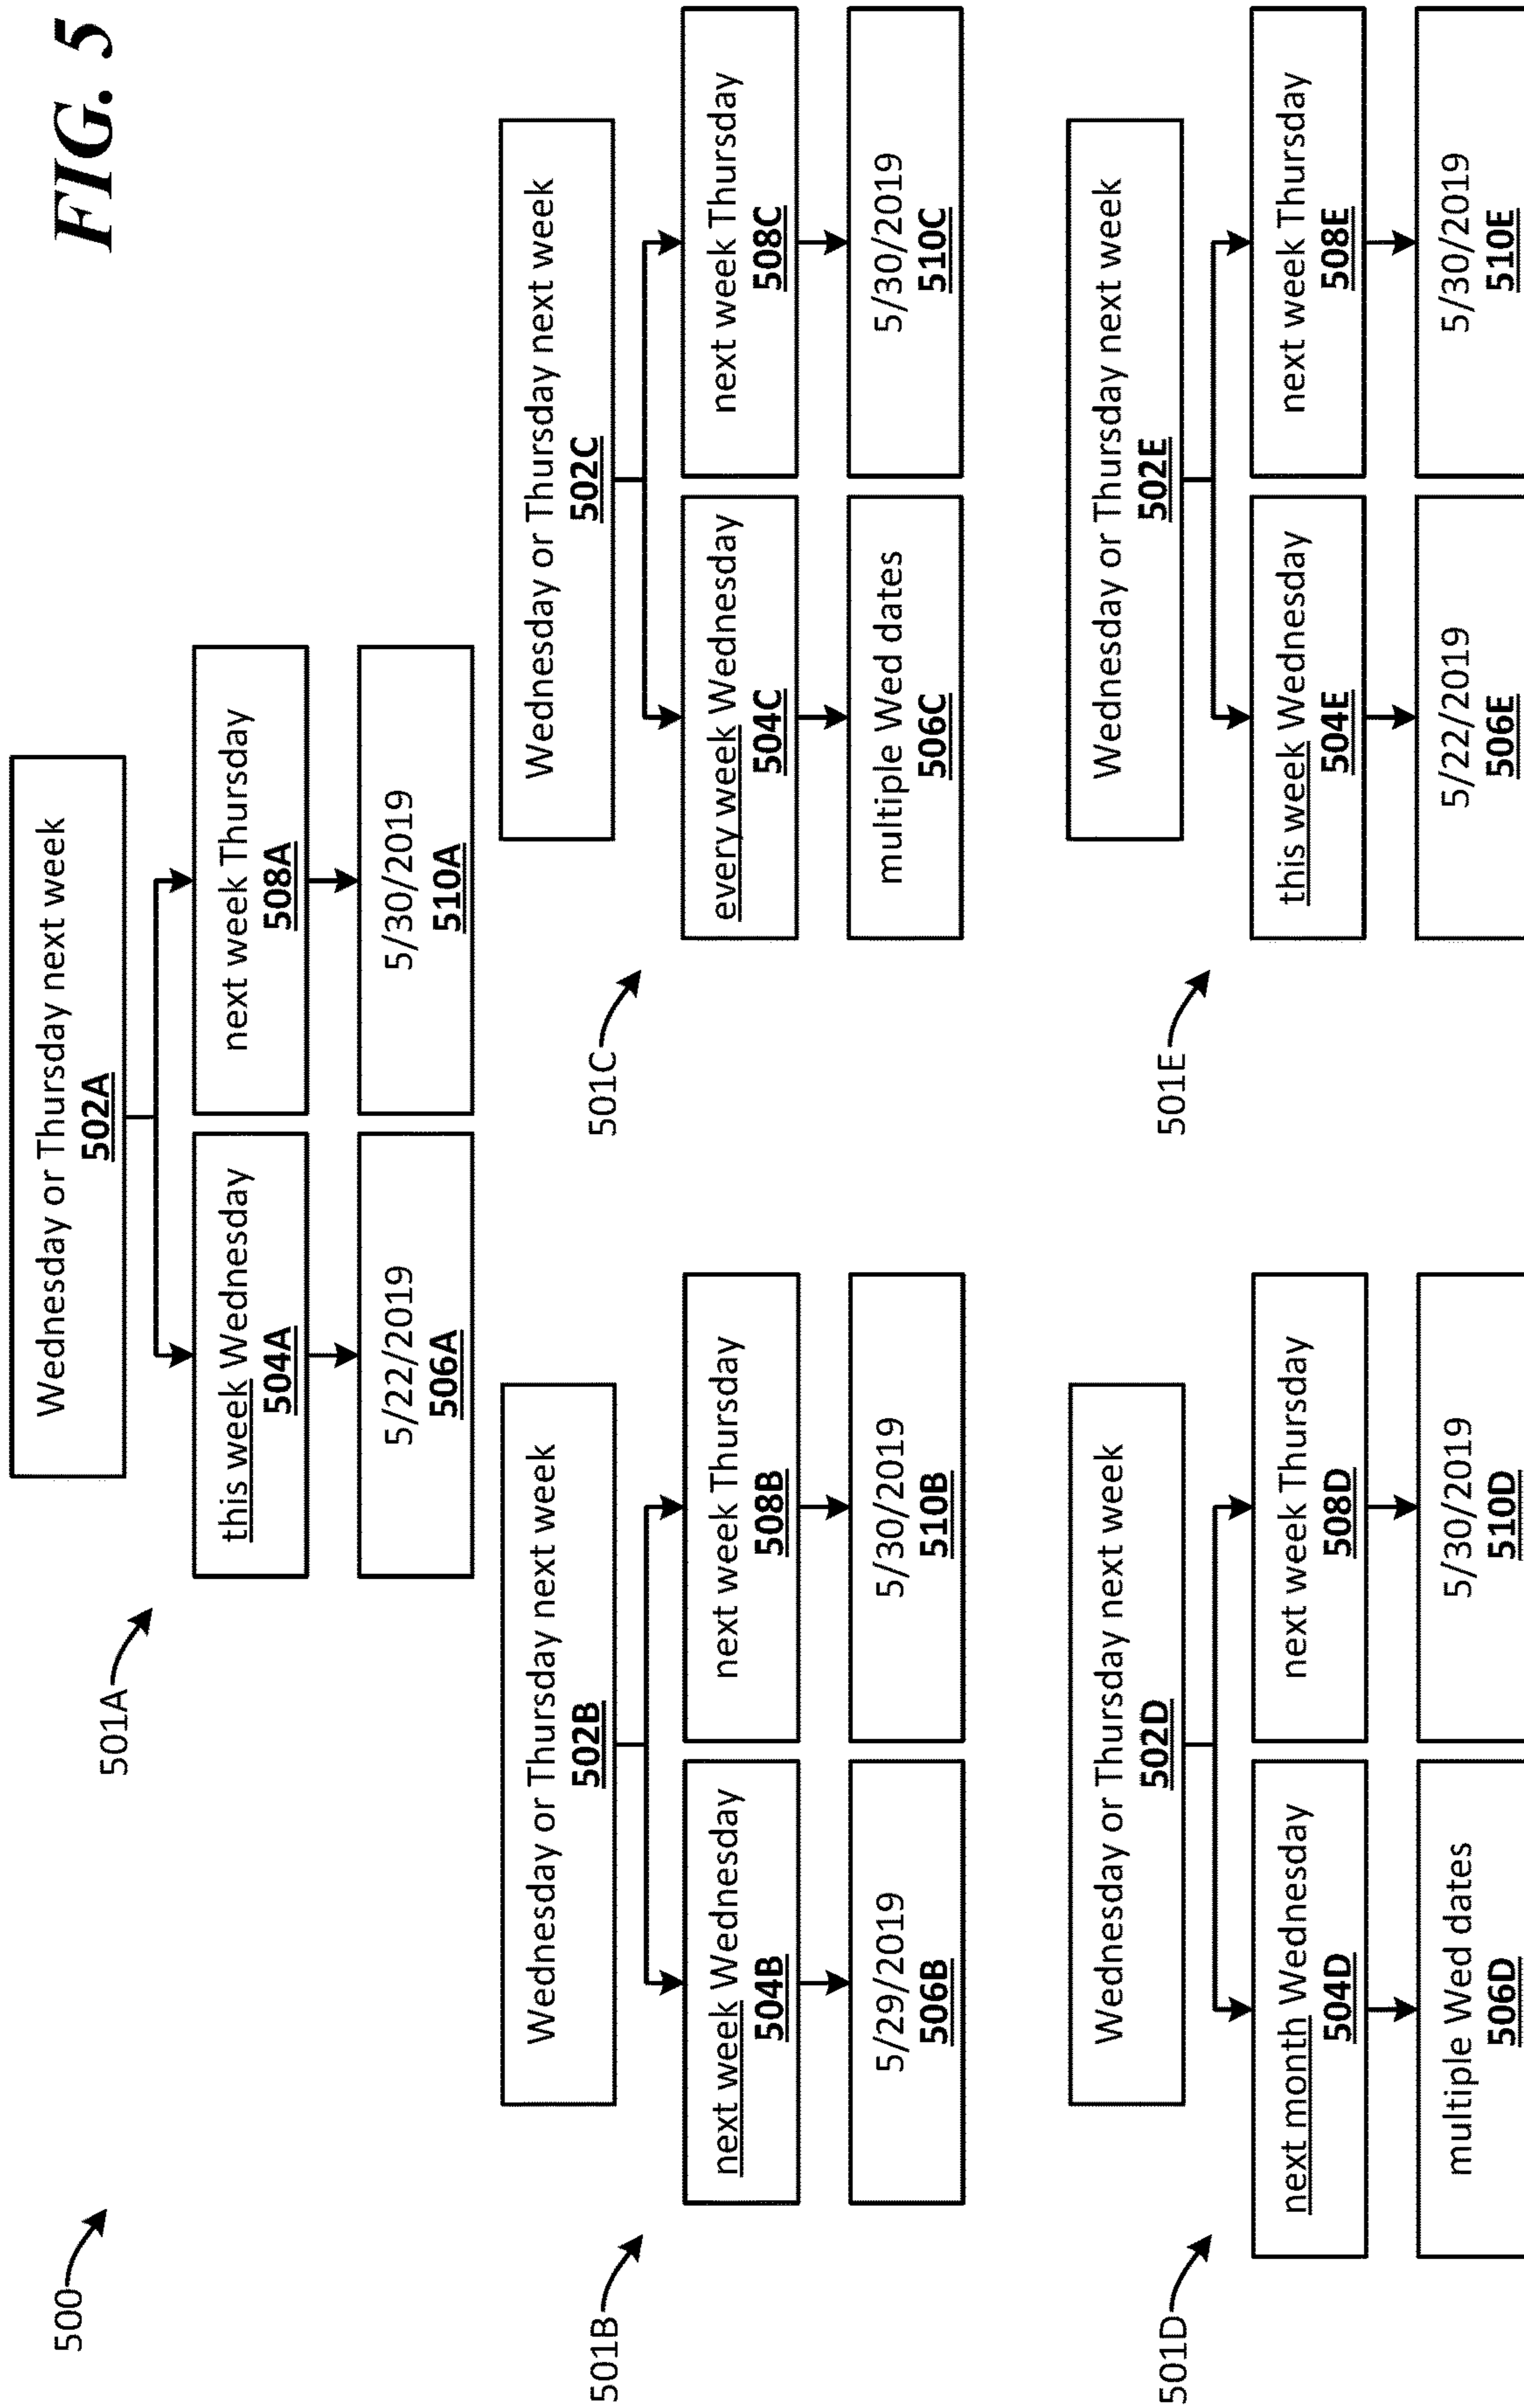 FIG. 5
500
501A
Wednesday or Thursday next week
502A
this week Wednesday
504A
next week Thursday
508A
5/22/2019
506A
5/30/2019
510A
501B
Wednesday or Thursday next week
502B
next week Wednesday
504B
next week Thursday
508B
5/29/2019
506B
5/30/2019
510B
501C
Wednesday or Thursday next week
502C
every week Wednesday
504C
next week Thursday
508C
multiple Wed dates
506C
5/30/2019
510C
501D
Wednesday or Thursday next week
502D
next month Wednesday
504D
next week Thursday
508D
multiple Wed dates
506D
5/30/2019
510D
501E
Wednesday or Thursday next week
502E
this week Wednesday
504E
next week Thursday
508E
5/22/2019
506E
5/30/2019
510E